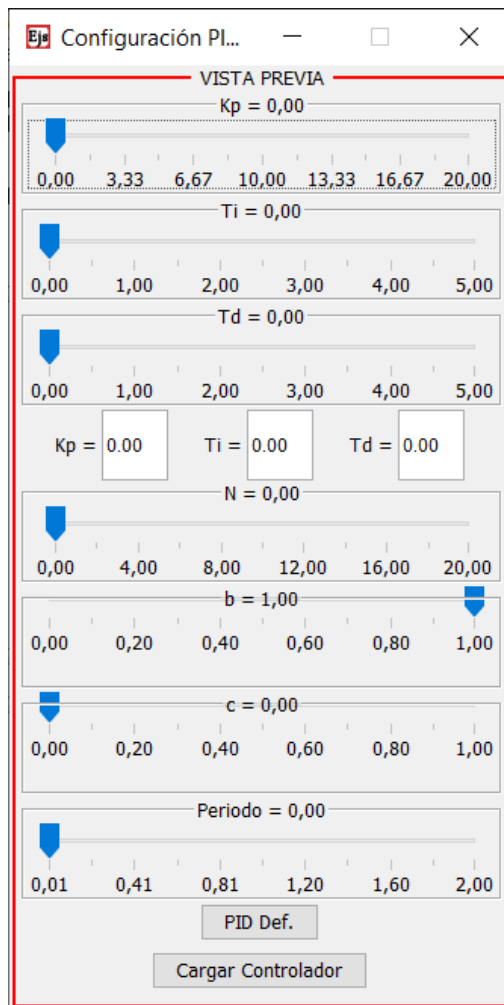 Ejs Configuración PI...
VISTA PREVIA
Kp = 0,00
0,00 3,33 6,67 10,00 13,33 16,67 20,00
Ti = 0,00
0,00 1,00 2,00 3,00 4,00 5,00
Td = 0,00
0,00 1,00 2,00 3,00 4,00 5,00
Kp = 0.00 Ti = 0.00 Td = 0.00
N = 0,00
0,00 4,00 8,00 12,00 16,00 20,00
b = 1,00
0,00 0,20 0,40 0,60 0,80 1,00
c = 0,00
0,00 0,20 0,40 0,60 0,80 1,00
Periodo = 0,00
0,01 0,41 0,81 1,20 1,60 2,00
PID Def.
Cargar Controlador